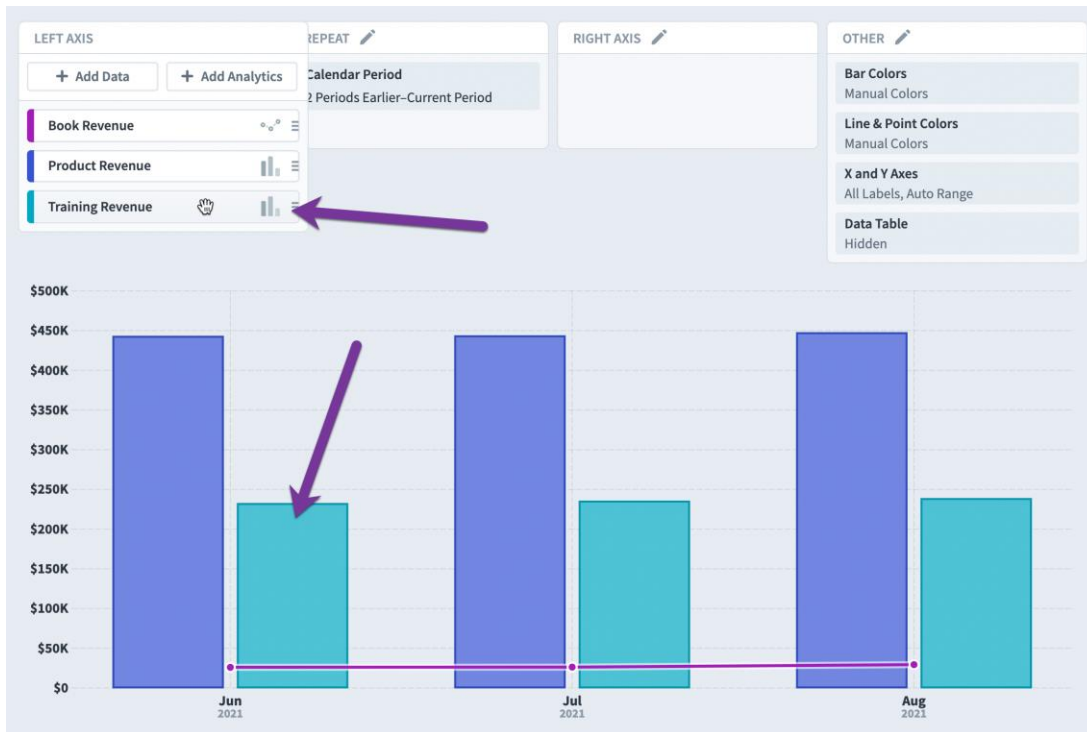 LEFT AXIS
+ Add Data
+ Add Analytics
Book Revenue
Product Revenue
Training Revenue
REPEAT
Calendar Period
2 Periods Earlier–Current Period
RIGHT AXIS
OTHER
Bar Colors
Manual Colors
Line & Point Colors
Manual Colors
X and Y Axes
All Labels, Auto Range
Data Table
Hidden
$500K
$450K
$400K
$350K
$300K
$250K
$200K
$150K
$100K
$50K
$0
Jun
2021
Jul
2021
Aug
2021